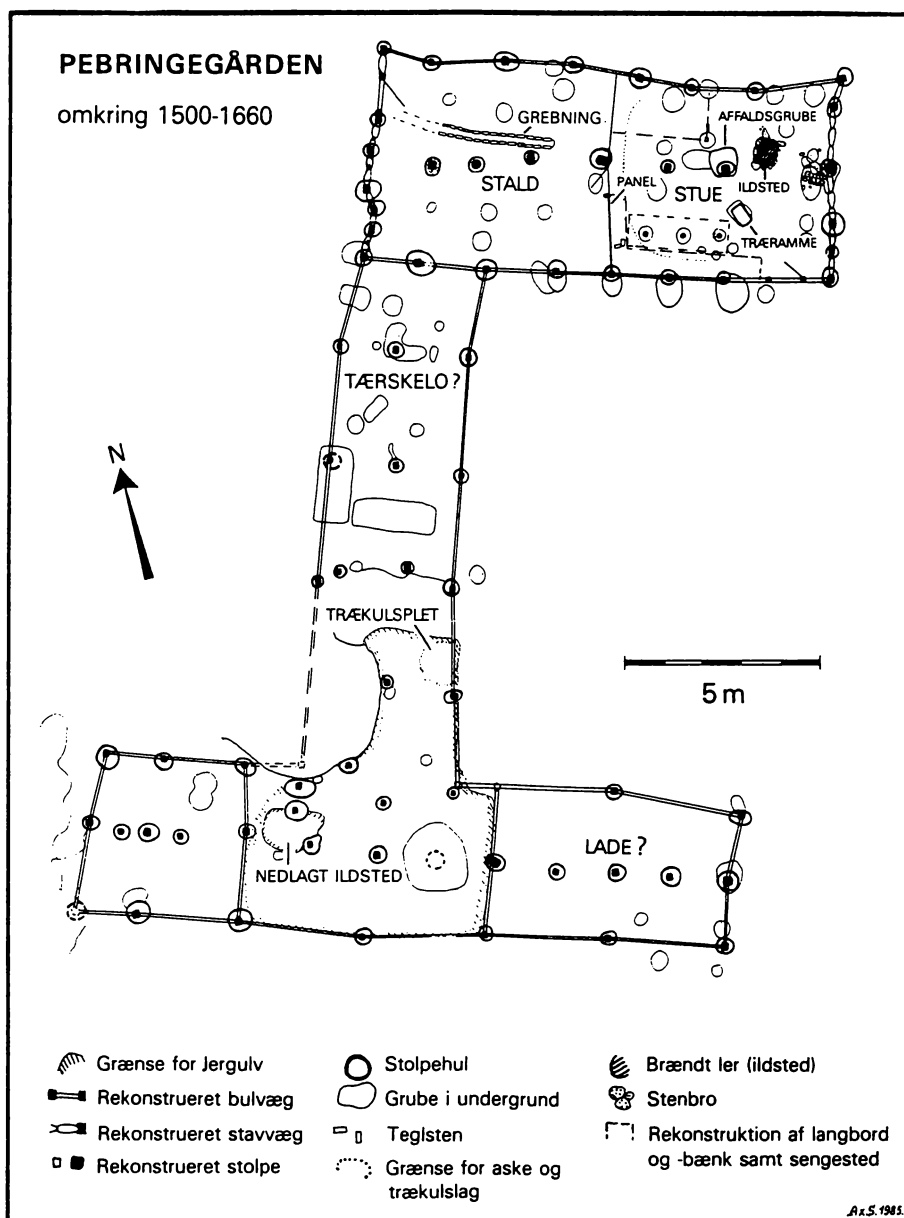 PEBRINGEGÅRDEN
omkring 1500-1660
GREBNING
AFFALDSGRUBE
STALD
PANEL
STUE
ILDSTED
TRÆRAMME
TÆRSKELO?
N
TRÆKULSPLET
5 m
LADE?
NEDLAGT ILDSTED
Grænse for Jergulv
Rekonstrueret bulvæg
Rekonstrueret stavvæg
Rekonstrueret stolpe
Stolpehul
Grube i undergrund
Teglsten
Grænse for aske og
trækulslag
Brændt ler (ildsted)
Stenbro
Rekonstruktion af langbord
og -bænk samt sengested
AxS.1985.